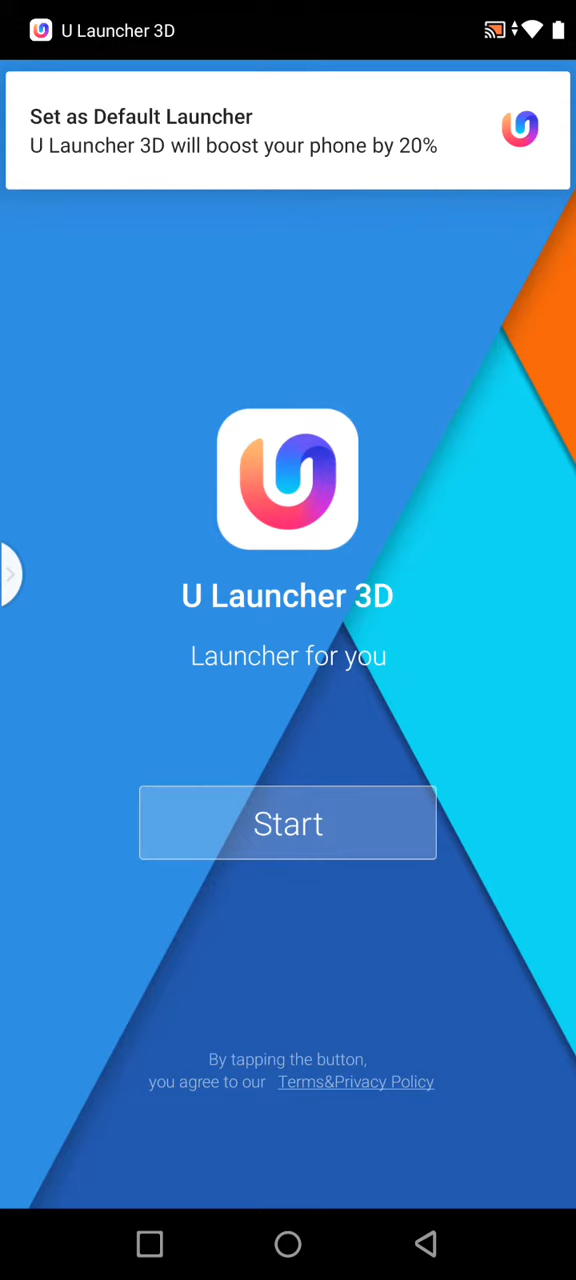 U Launcher 3D
Set as Default Launcher
U Launcher 3D will boost your phone by 20%
U Launcher 3D
Launcher for you
Start
By tapping the button,
you agree to our Terms&Privacy Policy